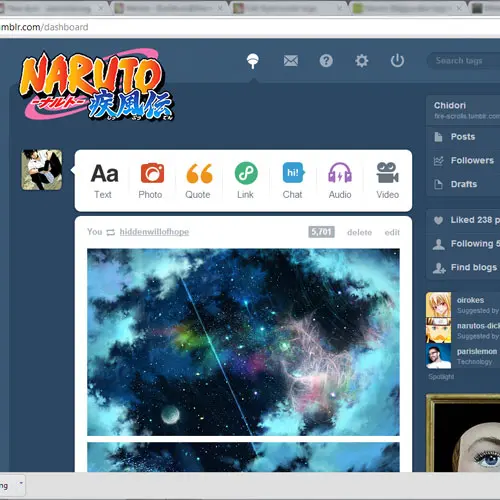 umblr.com/dashboard
NARUTO
-ナルト-
疾風伝
Search tags
Chidori
fire-scrolls.tumblr.com
Posts
Followers
Drafts
Aa
hi!
Text Photo Quote Link Chat Audio Video
You hiddenwillofhope 5,701 delete edit
Liked 238 p
Following 5
Find blogs
oirokes
Suggested by
narutos-dick
Suggested by
parislemon
Technology
Spotlight
ng